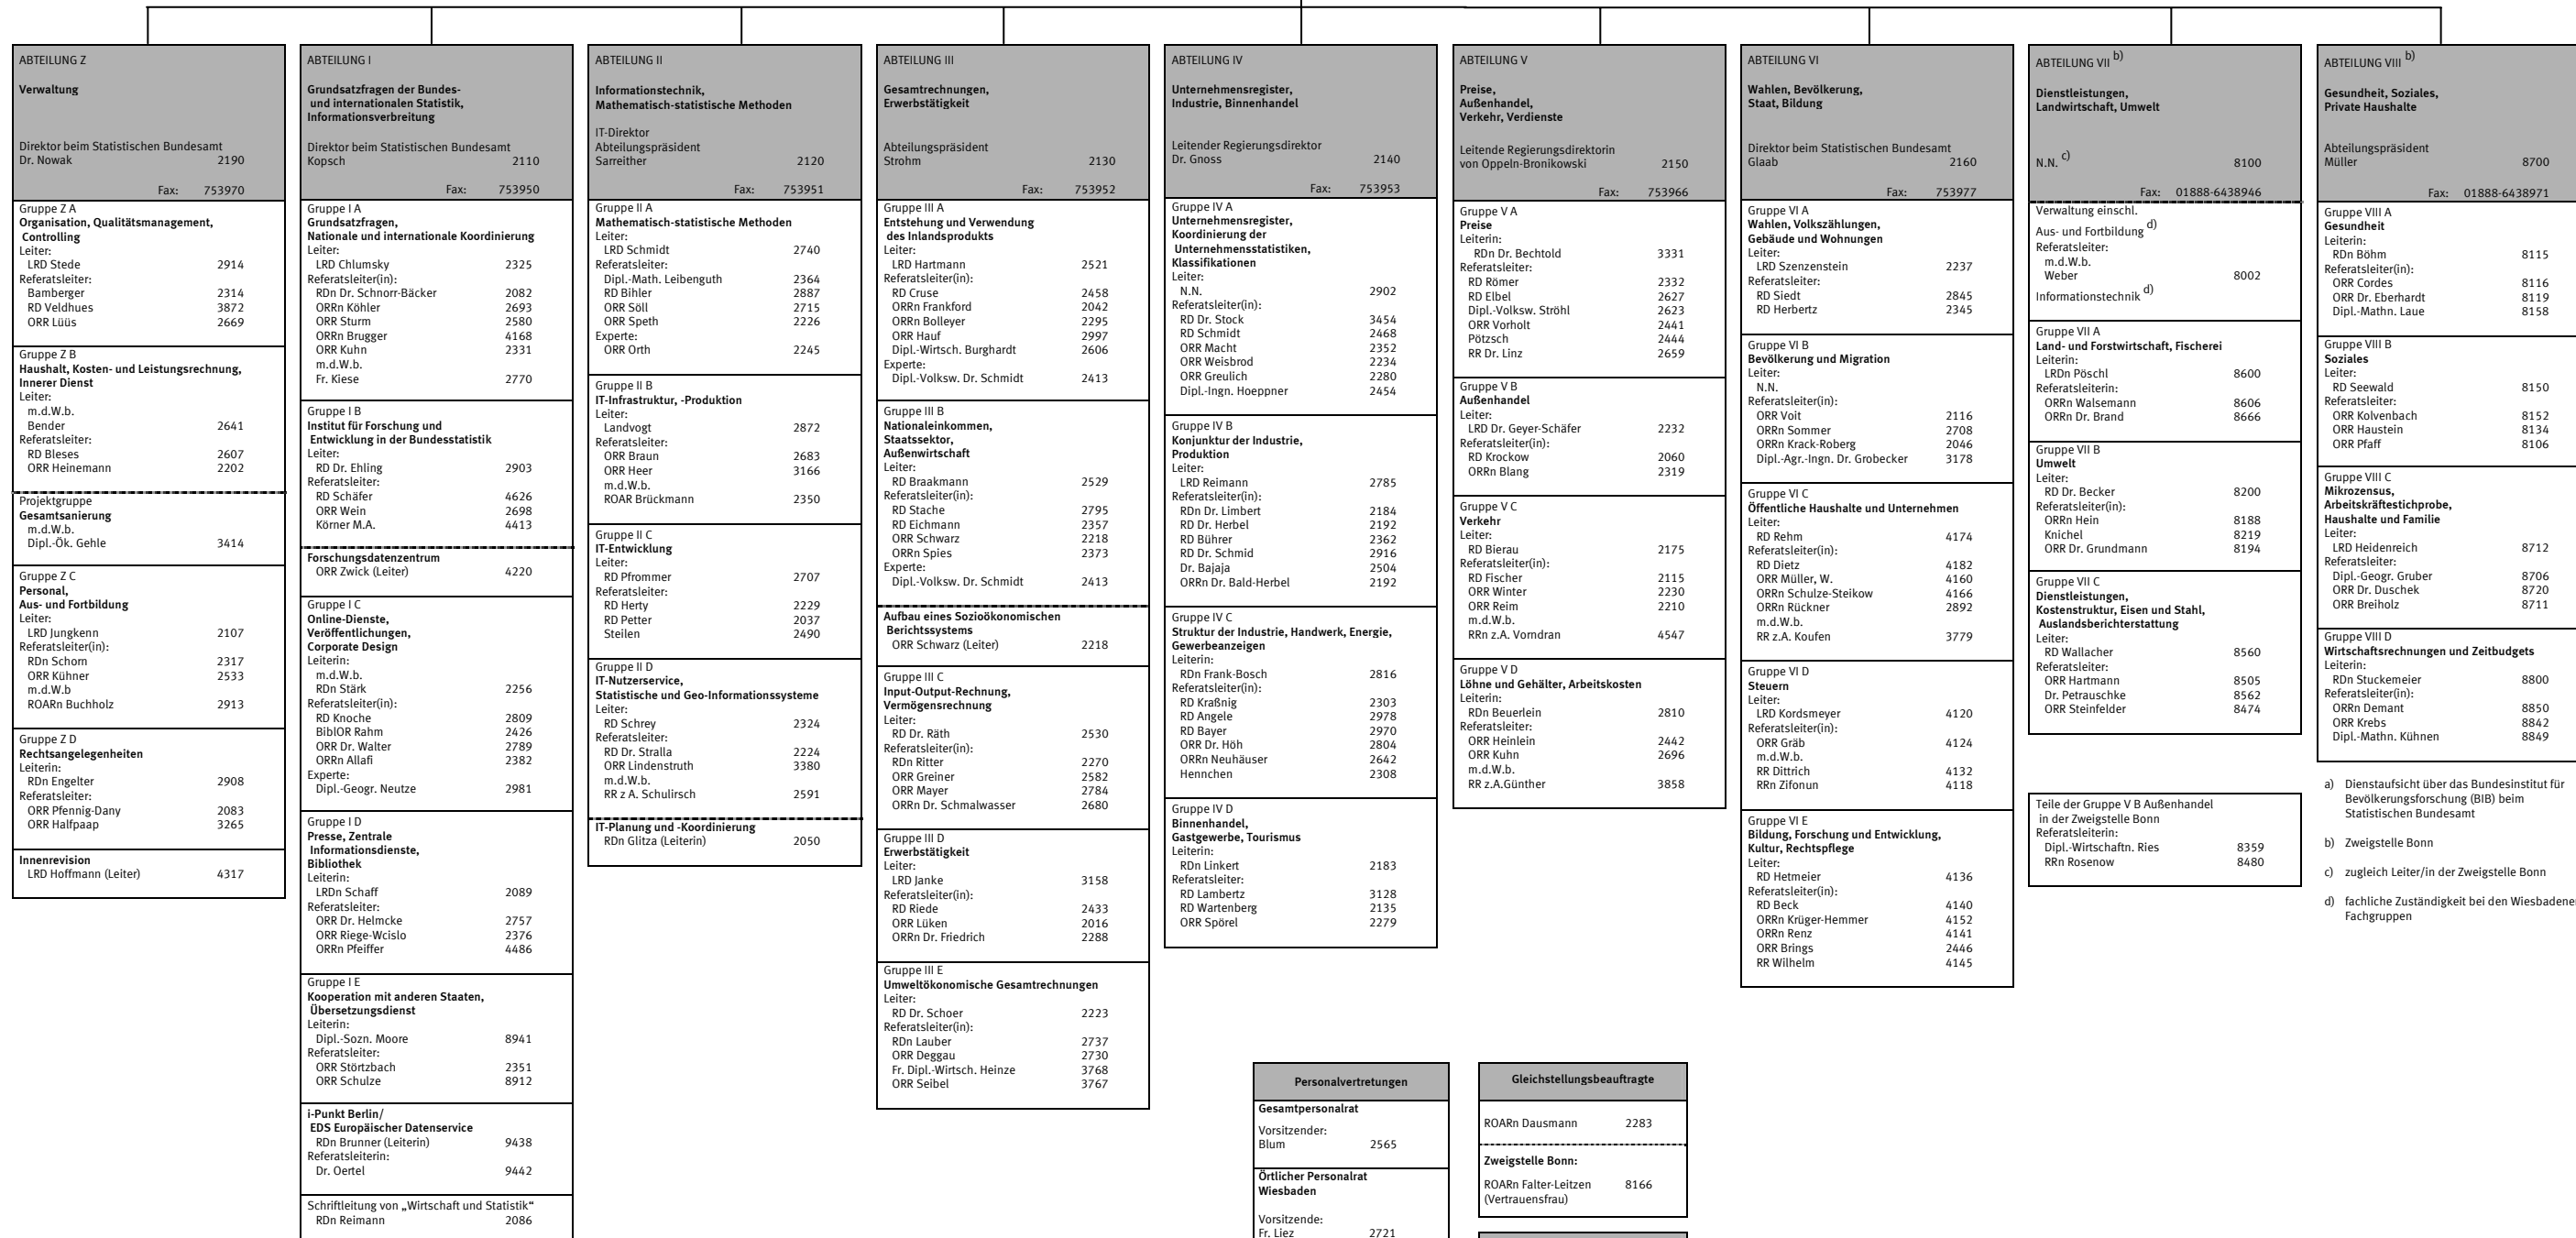 ABTEILUNG Z
Verwaltung
Direktor beim Statistischen Bundesamt
Dr. Nowak 2190
Fax: 753970
Gruppe Z A
Organisation, Qualitätsmanagement,
Controlling
Leiter:
LRD Stede 2914
Referatsleiter:
Bamberger 2314
RD Veldhues 3872
ORR Lüüs 2669
Gruppe Z B
Haushalt, Kosten- und Leistungsrechnung,
Innerer Dienst
Leiter:
m.d.W.b.
Bender 2641
Referatsleiter:
RD Bleses 2607
ORR Heinemann 2202
Projektgruppe
Gesamtsanierung
m.d.W.b.
Dipl.-Ök. Gehle 3414
Gruppe Z C
Personal,
Aus- und Fortbildung
Leiter:
LRD Jungkenn 2107
Referatsleiter(in):
RDn Schorn 2317
ORR Kühner 2533
m.d.W.b
ROARn Buchholz 2913
Gruppe Z D
Rechtsangelegenheiten
Leiterin:
RDn Engelter 2908
Referatsleiter:
ORR Pfennig-Dany 2083
ORR Halfpaap 3265
Innenrevision
LRD Hoffmann (Leiter) 4317
ABTEILUNG I
Grundsatzfragen der Bundes-
und internationalen Statistik,
Informationsverbreitung
Direktor beim Statistischen Bundesamt
Kopsch 2110
Fax: 753950
Gruppe I A
Grundsatzfragen,
Nationale und internationale Koordinierung
Leiter:
LRD Chlumsky 2325
Referatsleiter(in):
RDn Dr. Schnorr-Bäcker 2082
ORRn Köhler 2693
ORR Sturm 2580
ORRn Brugger 4168
ORR Kuhn 2331
m.d.W.b.
Fr. Kiese 2770
Gruppe I B
Institut für Forschung und
Entwicklung in der Bundesstatistik
Leiter:
RD Dr. Ehling 2903
Referatsleiter:
RD Schäfer 4626
ORR Wein 2698
Körner M.A. 4413
Forschungsdatenzentrum
ORR Zwick (Leiter) 4220
Gruppe I C
Online-Dienste,
Veröffentlichungen,
Corporate Design
Leiterin:
m.d.W.b.
RDn Stärk 2256
Referatsleiter(in):
RD Knoche 2809
BiblOR Rahm 2426
ORR Dr. Walter 2789
ORRn Allafi 2382
Experte:
Dipl.-Geogr. Neutze 2981
Gruppe I D
Presse, Zentrale
Informationsdienste,
Bibliothek
Leiterin:
LRDn Schaff 2089
Referatsleiter:
ORR Dr. Helmcke 2757
ORR Riege-Wcislo 2376
ORRn Pfeiffer 4486
Gruppe I E
Kooperation mit anderen Staaten,
Übersetzungsdienst
Leiterin:
Dipl.-Sozn. Moore 8941
Referatsleiter:
ORR Störtzbach 2351
ORR Schulze 8912
i-Punkt Berlin/
EDS Europäischer Datenservice
RDn Brunner (Leiterin) 9438
Referatsleiterin:
Dr. Oertel 9442
Schriftleitung von „Wirtschaft und Statistik“
RDn Reimann 2086
ABTEILUNG II
Informationstechnik,
Mathematisch-statistische Methoden
IT-Direktor
Abteilungspräsident
Sarreither 2120
Fax: 753951
Gruppe II A
Mathematisch-statistische Methoden
Leiter:
LRD Schmidt 2740
Referatsleiter:
Dipl.-Math. Leibenguth 2364
RD Bihler 2887
ORR Söll 2715
ORR Speth 2226
Experte:
ORR Orth 2245
Gruppe II B
IT-Infrastruktur, -Produktion
Leiter:
Landvogt 2872
Referatsleiter:
ORR Braun 2683
ORR Heer 3166
m.d.W.b.
ROAR Brückmann 2350
Gruppe II C
IT-Entwicklung
Leiter:
RD Pfrommer 2707
Referatsleiter:
RD Herty 2229
RD Petter 2037
Steilen 2490
Gruppe II D
IT-Nutzerservice,
Statistische und Geo-Informationssysteme
Leiter:
RD Schrey 2324
Referatsleiter:
RD Dr. Stralla 2224
ORR Lindenstruth 3380
m.d.W.b.
RR z A. Schulirsch 2591
IT-Planung und -Koordinierung
RDn Glitza (Leiterin) 2050
ABTEILUNG III
Gesamtrechnungen,
Erwerbstätigkeit
Abteilungspräsident
Strohm 2130
Fax: 753952
Gruppe III A
Entstehung und Verwendung
des Inlandsprodukts
Leiter:
LRD Hartmann 2521
Referatsleiter(in):
RD Cruse 2458
ORRn Frankford 2042
ORRn Bolleyer 2295
ORR Hauf 2997
Dipl.-Wirtsch. Burghardt 2606
Experte:
Dipl.-Volksw. Dr. Schmidt 2413
Gruppe III B
Nationaleinkommen,
Staatssektor,
Außenwirtschaft
Leiter:
RD Braakmann 2529
Referatsleiter(in):
RD Stache 2795
RD Eichmann 2357
ORR Schwarz 2218
ORRn Spies 2373
Experte:
Dipl.-Volksw. Dr. Schmidt 2413
Aufbau eines Sozioökonomischen
Berichtssystems
ORR Schwarz (Leiter) 2218
Gruppe III C
Input-Output-Rechnung,
Vermögensrechnung
Leiter:
RD Dr. Räth 2530
Referatsleiter(in):
RDn Ritter 2270
ORR Greiner 2582
ORR Mayer 2784
ORRn Dr. Schmalwasser 2680
Gruppe III D
Erwerbstätigkeit
Leiter:
LRD Janke 3158
Referatsleiter(in):
RD Riede 2433
ORR Lüken 2016
ORRn Dr. Friedrich 2288
Gruppe III E
Umweltökonomische Gesamtrechnungen
Leiter:
RD Dr. Schoer 2223
Referatsleiter(in):
RDn Lauber 2737
ORR Deggau 2730
Fr. Dipl.-Wirtsch. Heinze 3768
ORR Seibel 3767
ABTEILUNG IV
Unternehmensregister,
Industrie, Binnenhandel
Leitender Regierungsdirektor
Dr. Gnoss 2140
Fax: 753953
Gruppe IV A
Unternehmensregister,
Koordinierung der
Unternehmensstatistiken,
Klassifikationen
Leiter:
N.N. 2902
Referatsleiter(in):
RD Dr. Stock 3454
RD Schmidt 2468
ORR Macht 2352
ORR Weisbrod 2234
ORR Greulich 2280
Dipl.-Ingn. Hoeppner 2454
Gruppe IV B
Konjunktur der Industrie,
Produktion
Leiter:
LRD Reimann 2785
Referatsleiter(in):
RDn Dr. Limbert 2184
RD Dr. Herbel 2192
RD Bührer 2362
RD Dr. Schmid 2916
Dr. Bajaja 2504
ORRn Dr. Bald-Herbel 2192
Gruppe IV C
Struktur der Industrie, Handwerk, Energie,
Gewerbeanzeigen
Leiterin:
RDn Frank-Bosch 2816
Referatsleiter(in):
RD Kraßnig 2303
RD Angele 2978
RD Bayer 2970
ORR Dr. Höh 2804
ORRn Neuhäuser 2642
Hennchen 2308
Gruppe IV D
Binnenhandel,
Gastgewerbe, Tourismus
Leiterin:
RDn Linkert 2183
Referatsleiter:
RD Lambertz 3128
RD Wartenberg 2135
ORR Spörel 2279
ABTEILUNG V
Preise,
Außenhandel,
Verkehr, Verdienste
Leitende Regierungsdirektorin
von Oppeln-Bronikowski 2150
Fax: 753966
Gruppe V A
Preise
Leiterin:
RDn Dr. Bechtold 3331
Referatsleiter:
RD Römer 2332
RD Elbel 2627
Dipl.-Volksw. Ströhl 2623
ORR Vorholt 2441
Pötzsch 2444
RR Dr. Linz 2659
Gruppe V B
Außenhandel
Leiter:
LRD Dr. Geyer-Schäfer 2232
Referatsleiter(in):
RD Krockow 2060
ORRn Blang 2319
Gruppe V C
Verkehr
Leiter:
RD Bierau 2175
Referatsleiter(in):
RD Fischer 2115
ORR Winter 2230
ORR Reim 2210
m.d.W.b.
RRn z.A. Vorndran 4547
Gruppe V D
Löhne und Gehälter, Arbeitskosten
Leiterin:
RDn Beuerlein 2810
Referatsleiter:
ORR Heinlein 2442
ORR Kuhn 2696
m.d.W.b.
RR z.A.Günther 3858
ABTEILUNG VI
Wahlen, Bevölkerung,
Staat, Bildung
Direktor beim Statistischen Bundesamt
Glaab 2160
Fax: 753977
Gruppe VI A
Wahlen, Volkszählungen,
Gebäude und Wohnungen
Leiter:
LRD Szenzenstein 2237
Referatsleiter:
RD Siedt 2845
RD Herbertz 2345
Gruppe VI B
Bevölkerung und Migration
Leiter:
N.N.
Referatsleiter(in):
ORR Voit 2116
ORRn Sommer 2708
ORRn Krack-Roberg 2046
Dipl.-Agr.-Ingn. Dr. Grobecker 3178
Gruppe VI C
Öffentliche Haushalte und Unternehmen
Leiter:
RD Rehm 4174
Referatsleiter(in):
RD Dietz 4182
ORR Müller, W. 4160
ORRn Schulze-Steikow 4166
ORRn Rückner 2892
m.d.W.b.
RR z.A. Koufen 3779
Gruppe VI D
Steuern
Leiter:
LRD Kordsmeyer 4120
Referatsleiter(in):
ORR Gräb 4124
m.d.W.b.
RR Dittrich 4132
RRn Zifonun 4118
Gruppe VI E
Bildung, Forschung und Entwicklung,
Kultur, Rechtspflege
Leiter:
RD Hetmeier 4136
Referatsleiter(in):
RD Beck 4140
ORRn Krüger-Hemmer 4152
ORRn Renz 4141
ORR Brings 2446
RR Wilhelm 4145
ABTEILUNG VII b)
Dienstleistungen,
Landwirtschaft, Umwelt
N.N. c) 8100
Fax: 01888-6438946
Verwaltung einschl.
Aus- und Fortbildung d)
Referatsleiter:
m.d.W.b.
Weber 8002
Informationstechnik d)
Gruppe VII A
Land- und Forstwirtschaft, Fischerei
Leiterin:
LRDn Pöschl 8600
Referatsleiterin:
ORRn Walsemann 8606
ORRn Dr. Brand 8666
Gruppe VII B
Umwelt
Leiter:
RD Dr. Becker 8200
Referatsleiter(in):
ORRn Hein 8188
Knichel 8219
ORR Dr. Grundmann 8194
Gruppe VII C
Dienstleistungen,
Kostenstruktur, Eisen und Stahl,
Auslandsberichterstattung
Leiter:
RD Wallacher 8560
Referatsleiter:
ORR Hartmann 8505
Dr. Petrauschke 8562
ORR Steinfelder 8474
Teile der Gruppe V B Außenhandel
in der Zweigstelle Bonn
Referatsleiterin:
Dipl.-Wirtschaftn. Ries 8359
RRn Rosenow 8480
ABTEILUNG VIII b)
Gesundheit, Soziales,
Private Haushalte
Abteilungspräsident
Müller 8700
Fax: 01888-6438971
Gruppe VIII A
Gesundheit
Leiterin:
RDn Böhm 8115
Referatsleiter(in):
ORR Cordes 8116
ORR Dr. Eberhardt 8119
Dipl.-Mathn. Laue 8158
Gruppe VIII B
Soziales
Leiter:
RD Seewald 8150
Referatsleiter:
ORR Kolvenbach 8152
ORR Haustein 8134
ORR Pfaff 8106
Gruppe VIII C
Mikrozensus,
Arbeitskräftestichprobe,
Haushalte und Familie
Leiter:
LRD Heidenreich 8712
Referatsleiter:
Dipl.-Geogr. Gruber 8706
ORR Dr. Duschek 8720
ORR Breiholz 8711
Gruppe VIII D
Wirtschaftsrechnungen und Zeitbudgets
Leiterin:
RDn Stuckemeier 8800
Referatsleiter(in):
ORRn Demant 8850
ORR Krebs 8842
Dipl.-Mathn. Kühnen 8849
a) Dienstaufsicht über das Bundesinstitut für
Bevölkerungsforschung (BIB) beim
Statistischen Bundesamt
b) Zweigstelle Bonn
c) zugleich Leiter/in der Zweigstelle Bonn
d) fachliche Zuständigkeit bei den Wiesbadener
Fachgruppen
Personalvertretungen
Gesamtpersonalrat
Vorsitzender:
Blum 2565
Örtlicher Personalrat
Wiesbaden
Vorsitzende:
Fr. Liez 2721
Gleichstellungsbeauftragte
ROARn Dausmann 2283
Zweigstelle Bonn:
ROARn Falter-Leitzen 8166
(Vertrauensfrau)